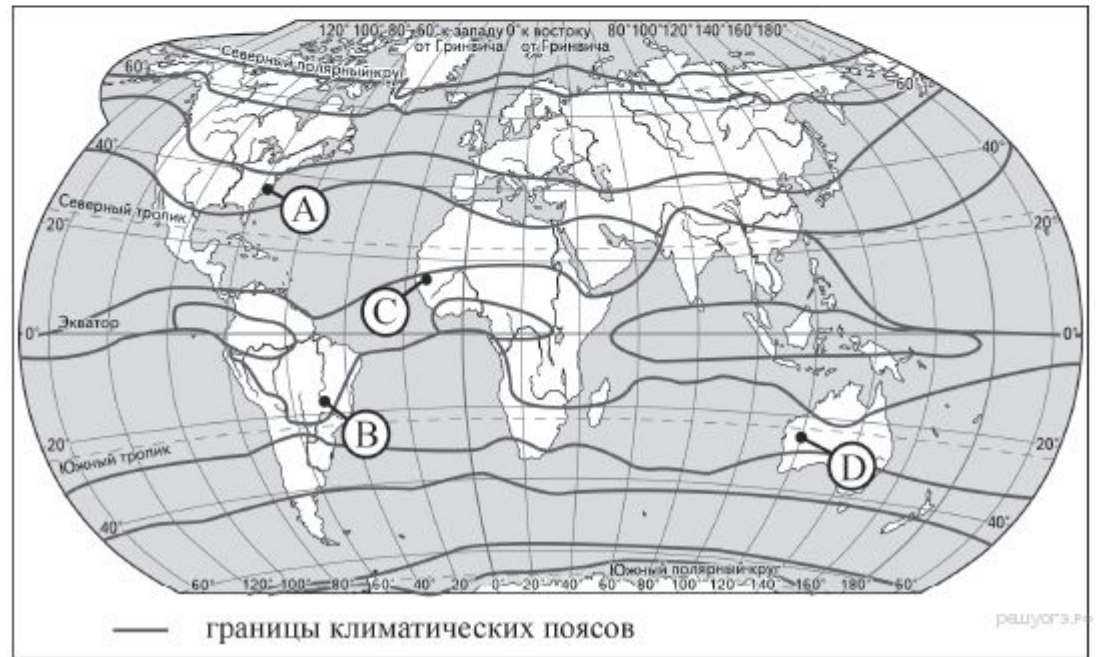 120° 100° 80° 60° к западу 0° к востоку 80° 100° 120° 140° 160° 180°
от Гринвича от Гринвича
Северный полярный круг
60° 60°
40° 40°
A
Северный тропик
20° 20°
C
Экватор
0° 0°
B
20° 20°
Южный тропик
D
40° 40°
Южный полярный круг
60° 120° 100° 80° 60° 40° 20° 0° 20° 40° 60° 80° 100° 120° 140° 160° 180° 60°
границы климатических поясов
решуогэ.рф